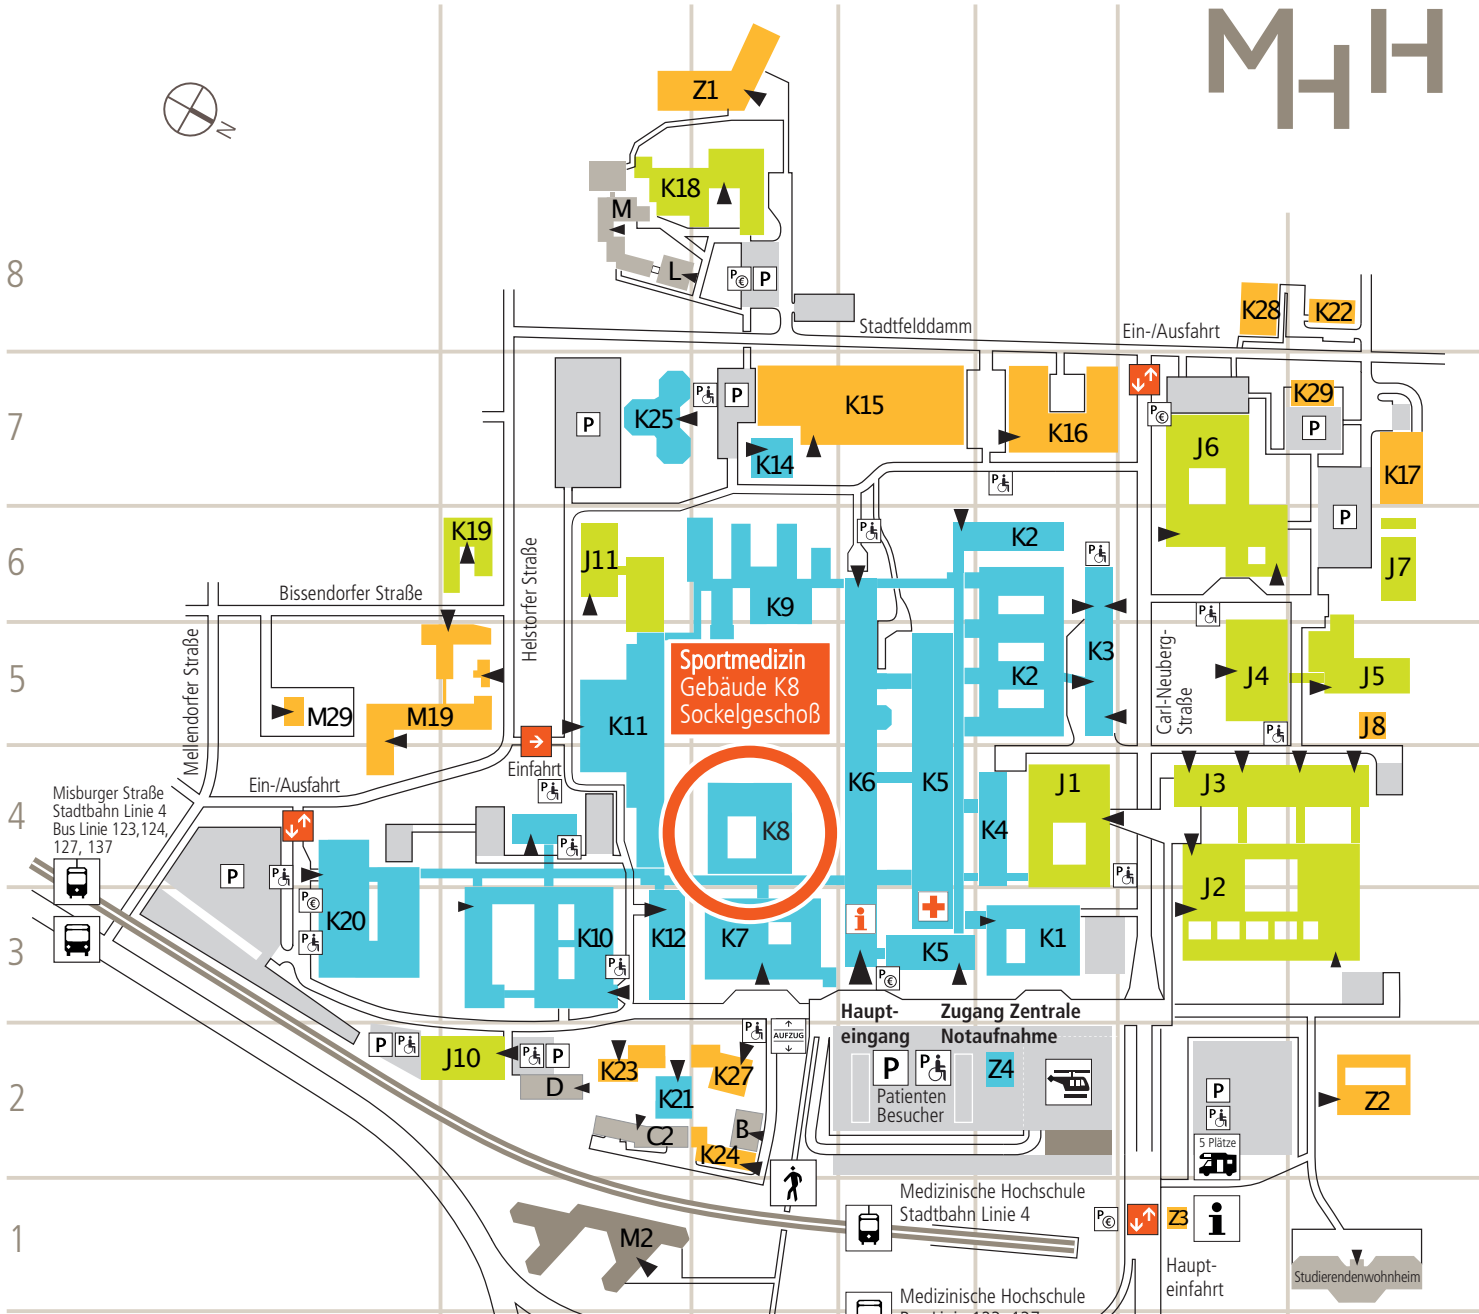 MHH
N
Z1
K18
M
L
P€
P
8
Stadtfelddamm
Ein-/Ausfahrt
K28
K22
7
P
K25
P
P
K15
K14
K16
P€
K29
P
J6
K17
P
P
P
K19
J11
K2
P
J7
6
K9
Bissendorfer Straße
Helstorfer Straße
Mellendorfer Straße
P
Carl-Neuberg-
Straße
5
Sportmedizin
Gebäude K8
Sockelgeschoß
K2
K3
J4
J5
M29
M19
K11
J8
P
Einfahrt
P
Ein-/Ausfahrt
K6
K5
J1
J3
4
Misburger Straße
Stadtbahn Linie 4
Bus Linie 123,124,
127, 137
K8
K4
P
P
P
P
J2
P€
K20
K10
K12
K7
i
K5
K1
3
P
P
P€
Haupt-
eingang
Zugang Zentrale
Notaufnahme
AUFZUG
P
P
P
J10
P
P
K23
K27
P
P
Z4
Patienten
Besucher
2
D
K21
P
P
Z2
C2
B
K24
5 Plätze
Medizinische Hochschule
Stadtbahn Linie 4
P€
Z3
i
1
M2
Haupt-
einfahrt
Studierendenwohnheim
Medizinische Hochschule